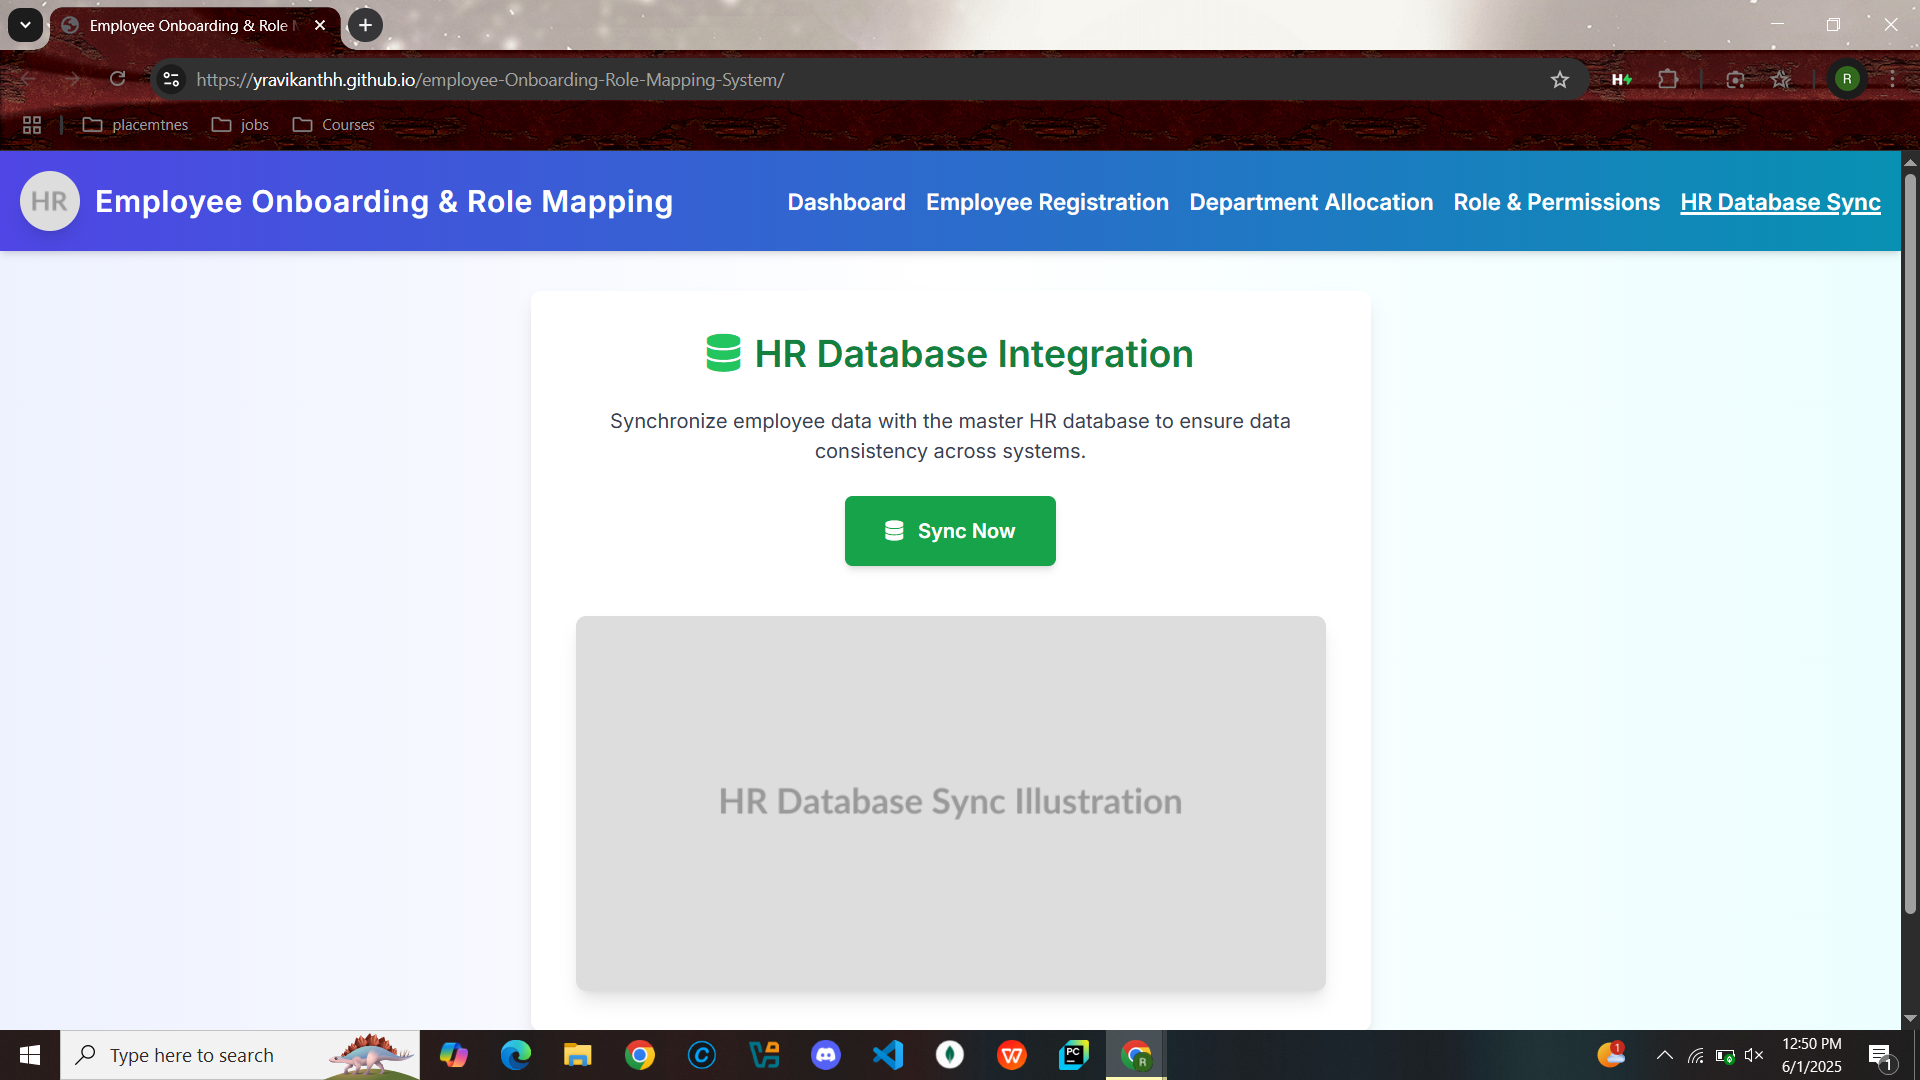 Employee Onboarding & Role
https://yravikanthh.github.io/employee-Onboarding-Role-Mapping-System/
H
R
placemtnes
jobs
Courses
HR
Employee Onboarding & Role Mapping
Dashboard
Employee Registration
Department Allocation
Role & Permissions
HR Database Sync
HR Database Integration
Synchronize employee data with the master HR database to ensure data
consistency across systems.
Sync Now
HR Database Sync Illustration
Type here to search
PC
R
1
12:50 PM
6/1/2025
1